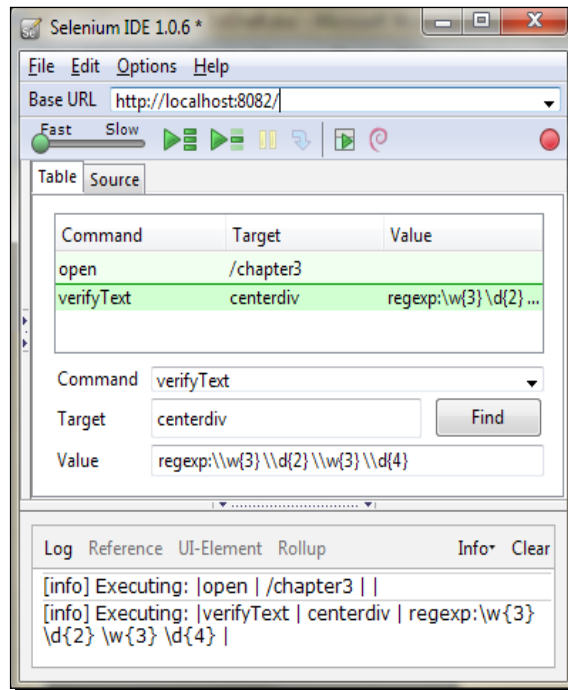 Selenium IDE 1.0.6 *
File Edit Options Help
Base URL http://localhost:8082/
Fast Slow
Table Source
Command Target Value
open /chapter3
verifyText centerdiv regexp:\w{3} \d{2} ...
Command verifyText
Target centerdiv Find
Value regexp:\\w{3} \\d{2} \\w{3} \\d{4}
Log Reference UI-Element Rollup Info Clear
[info] Executing: |open | /chapter3 | |
[info] Executing: |verifyText | centerdiv | regexp:\w{3}
\d{2} \w{3} \d{4} |